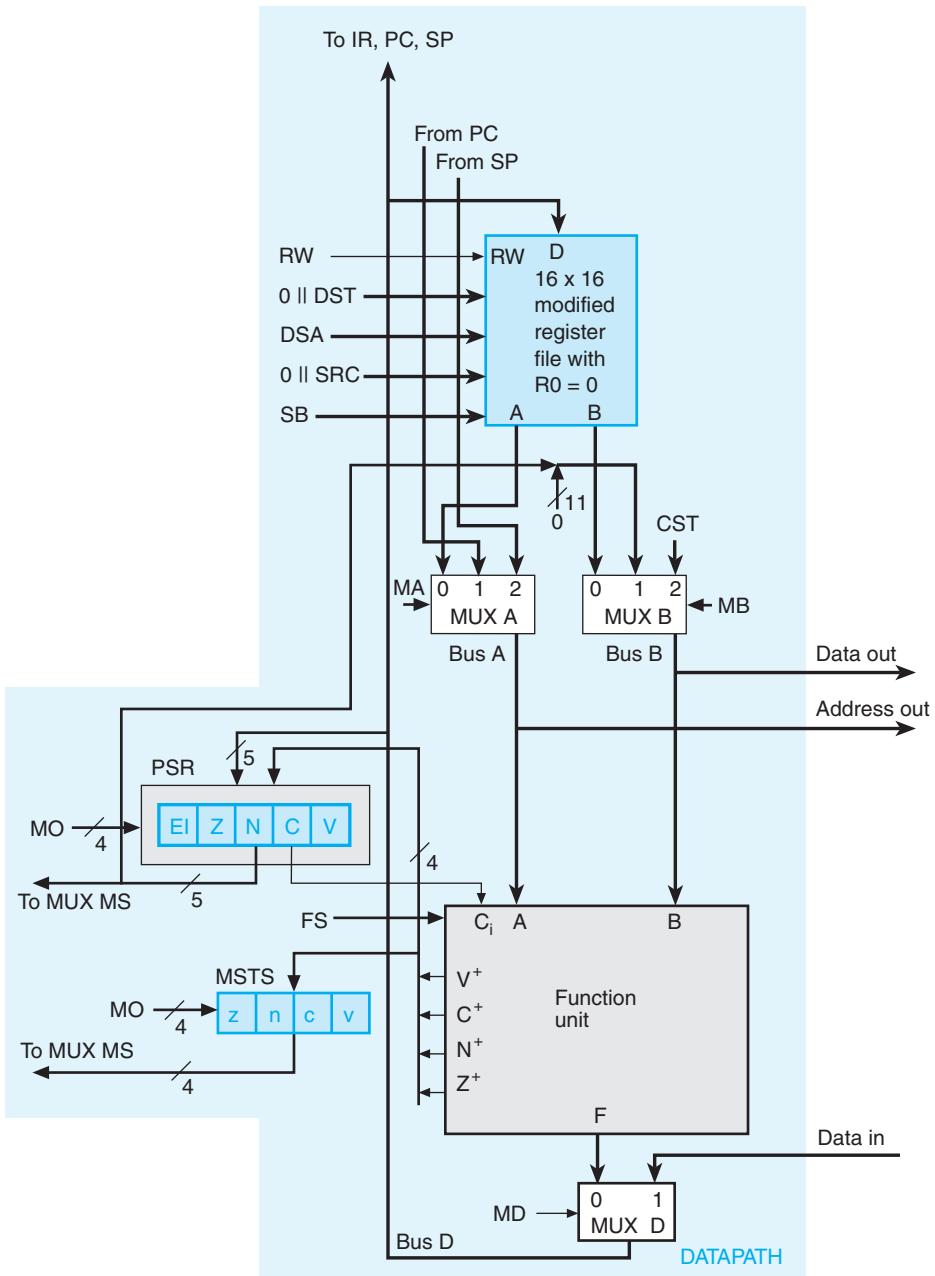 To IR, PC, SP
From PC
From SP
RW
0 || DST
DSA
0 || SRC
SB
RW D
16 x 16
modified
register
file with
R0 = 0
A B
11
0
CST
MA
0 1 2
MUX A
0 1 2
MUX B
MB
Bus A
Bus B
Data out
Address out
5
PSR
EI Z N C V
MO
4
To MUX MS
5
4
FS
Ci A B
V+
C+
N+
Z+
Function
unit
F
MSTS
z n c v
MO
4
To MUX MS
4
Data in
0 1
MUX D
MD
Bus D
DATAPATH